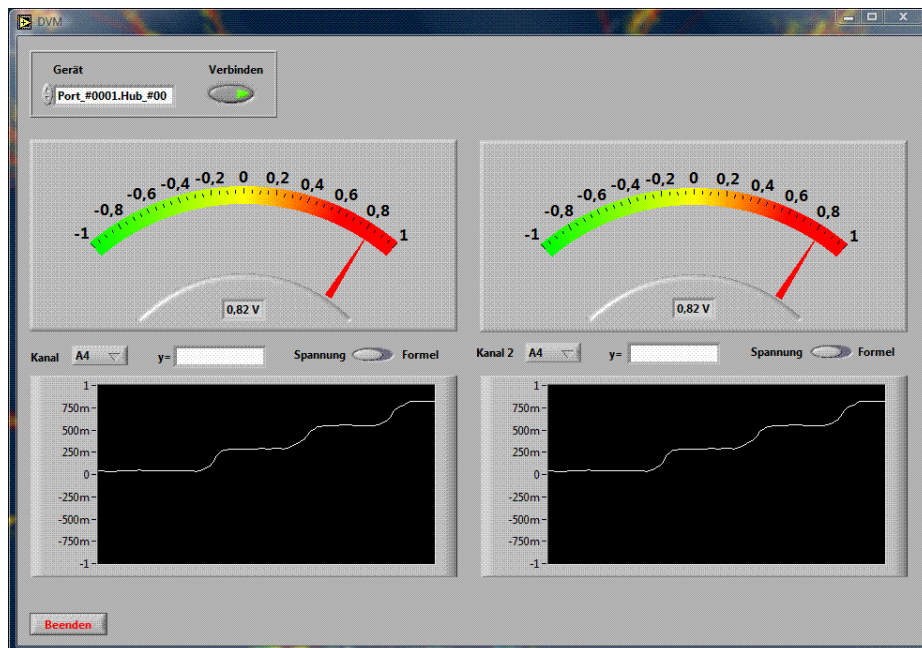 DVM
Gerät Verbinden
Port_#0001.Hub_#00
-1 -0,8 -0,6 -0,4 -0,2 0 0,2 0,4 0,6 0,8 1
0,82 V
-1 -0,8 -0,6 -0,4 -0,2 0 0,2 0,4 0,6 0,8 1
0,82 V
Kanal A4 y= Spannung Formel
Kanal 2 A4 y= Spannung Formel
1
750m
500m
250m
0
-250m
-500m
-750m
-1
1
750m
500m
250m
0
-250m
-500m
-750m
-1
Beenden